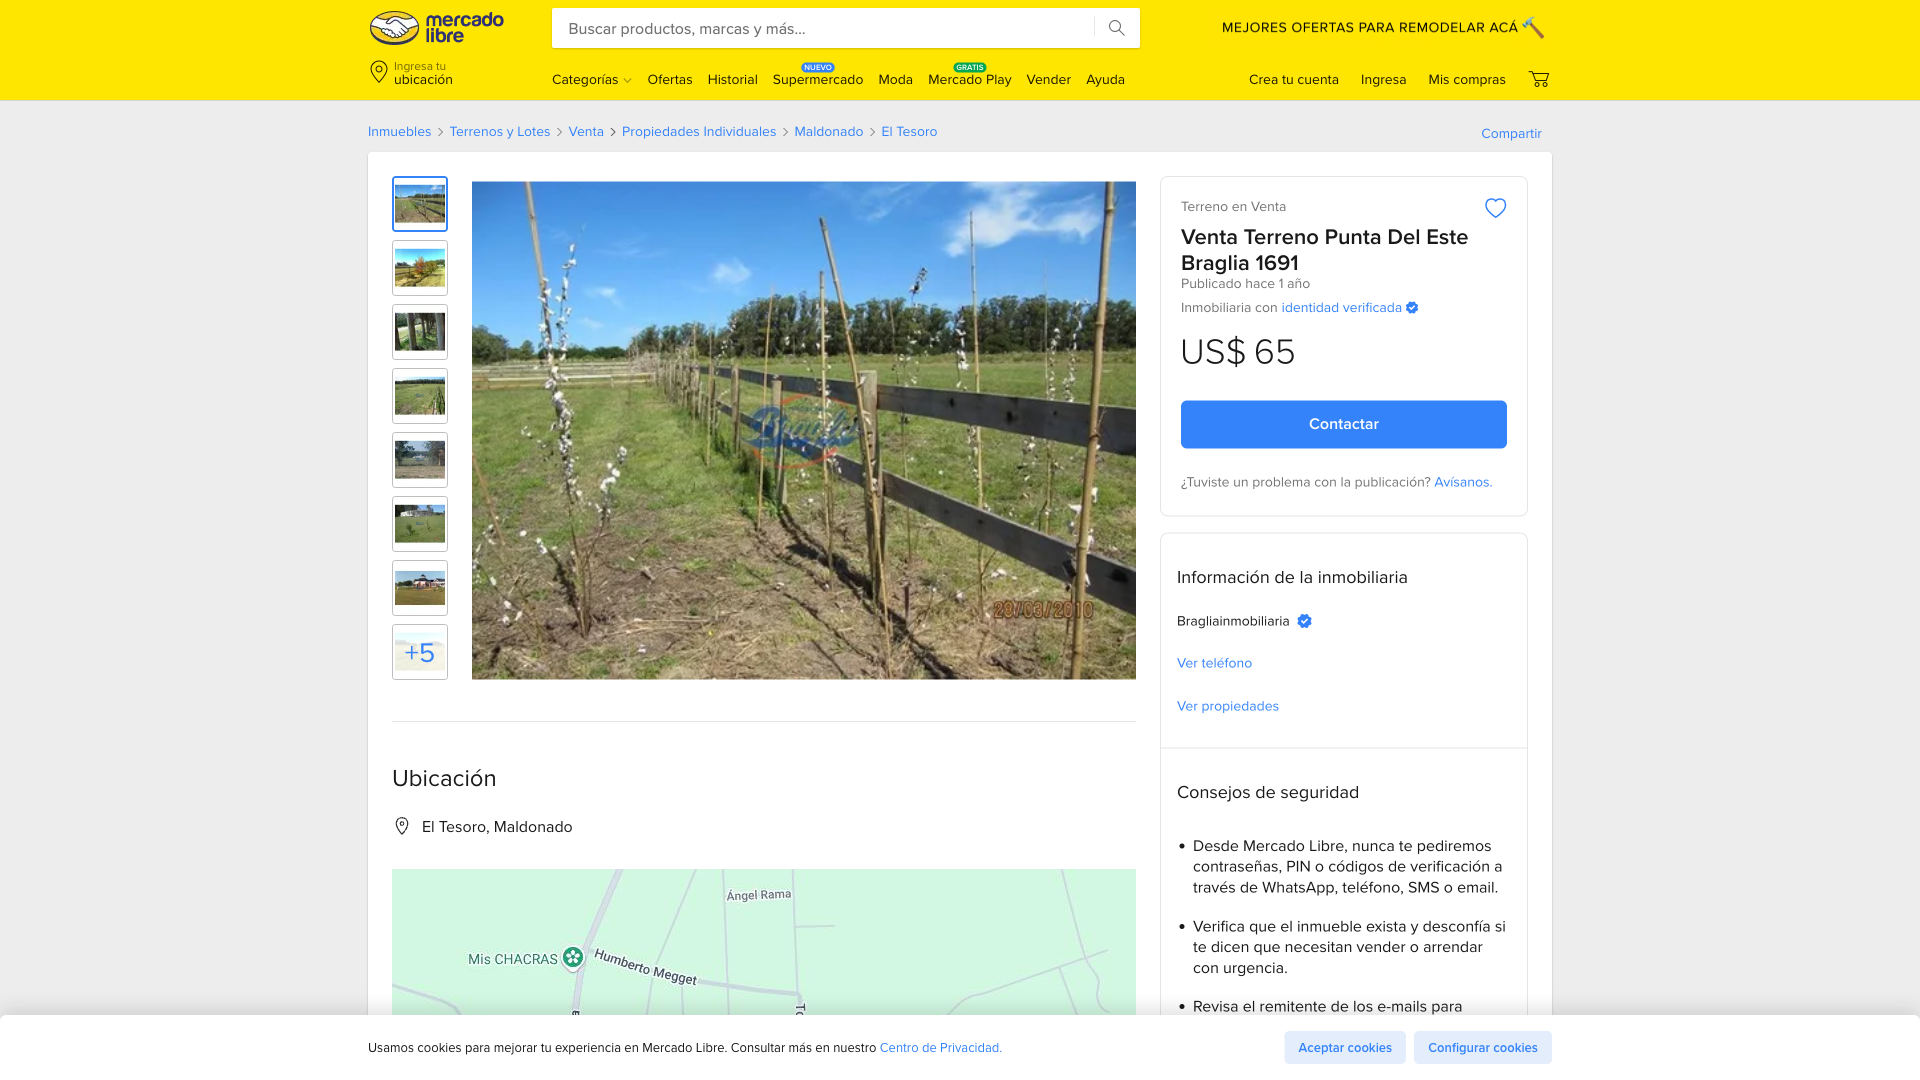 mercado
libre
Buscar productos, marcas y más...
MEJORES OFERTAS PARA REMODELAR ACÁ
Ingresa tu
ubicación
NUEVO
GRATIS
Categorías Ofertas Historial Supermercado Moda Mercado Play Vender Ayuda
Crea tu cuenta Ingresa Mis compras
Inmuebles > Terrenos y Lotes > Venta > Propiedades Individuales > Maldonado > El Tesoro
Compartir
28/03/2010
+5
Terreno en Venta
Venta Terreno Punta Del Este
Braglia 1691
Publicado hace 1 año
Inmobiliaria con identidad verificada
US$ 65
Contactar
¿Tuviste un problema con la publicación? Avísanos.
Información de la inmobiliaria
Bragliainmobiliaria
Ver teléfono
Ver propiedades
Ubicación
El Tesoro, Maldonado
Ángel Rama
Mis CHACRAS
Humberto Megget
Consejos de seguridad
• Desde Mercado Libre, nunca te pediremos
contraseñas, PIN o códigos de verificación a
través de WhatsApp, teléfono, SMS o email.
• Verifica que el inmueble exista y desconfía si
te dicen que necesitan vender o arrendar
con urgencia.
• Revisa el remitente de los e-mails para
Usamos cookies para mejorar tu experiencia en Mercado Libre. Consultar más en nuestro Centro de Privacidad.
Aceptar cookies
Configurar cookies